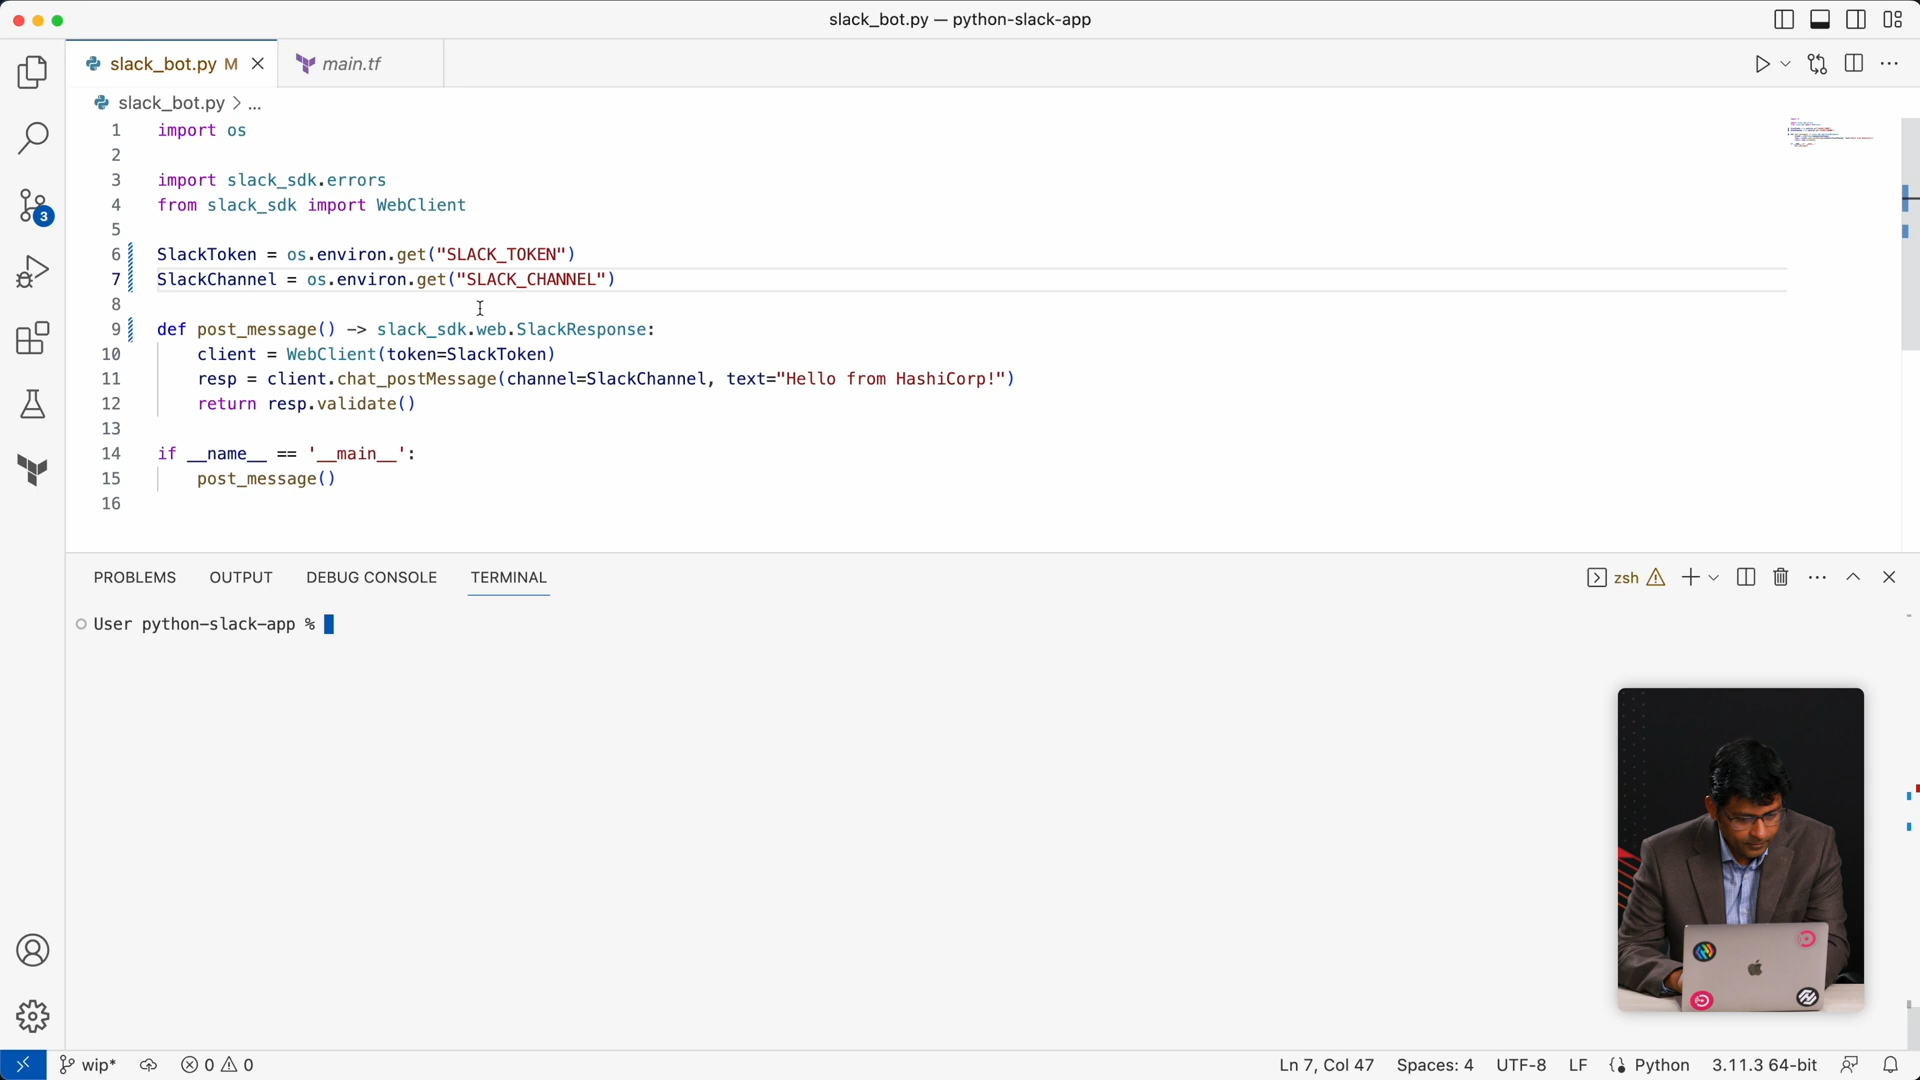 slack_bot.py — python-slack-app
slack_bot.py M
main.tf
slack_bot.py > ...
1 import os
2
3 import slack_sdk.errors
4 from slack_sdk import WebClient
5
6 SlackToken = os.environ.get("SLACK_TOKEN")
7 SlackChannel = os.environ.get("SLACK_CHANNEL")
8
9 def post_message() -> slack_sdk.web.SlackResponse:
10 client = WebClient(token=SlackToken)
11 resp = client.chat_postMessage(channel=SlackChannel, text="Hello from HashiCorp!")
12 return resp.validate()
13
14 if __name__ == '__main__':
15 post_message()
16
3
PROBLEMS OUTPUT DEBUG CONSOLE TERMINAL
zsh
User python-slack-app %
wip* 0 0
Ln 7, Col 47 Spaces: 4 UTF-8 LF Python 3.11.3 64-bit